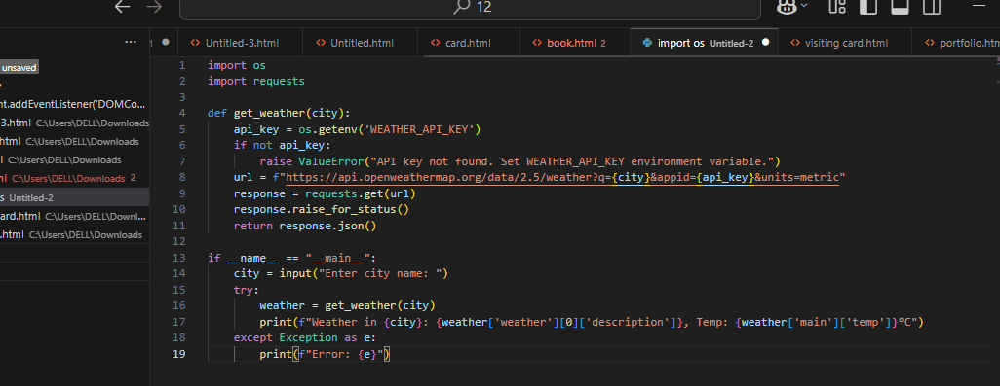 12
... 1 Untitled-3.html Untitled.html card.html book.html 2 import os Untitled-2 visiting card.html portfolio.htm
unsaved
nt.addEventListener('DOMCo...
-3.html C:\Users\DELL\Downloads
html C:\Users\DELL\Downloads
l C:\Users\DELL\Downloads
nl C:\Users\DELL\Downloads 2
s Untitled-2
ard.html C:\Users\DELL\Downl...
.html C:\Users\DELL\Downloads
1 import os
2 import requests
3
4 def get_weather(city):
5     api_key = os.getenv('WEATHER_API_KEY')
6     if not api_key:
7         raise ValueError("API key not found. Set WEATHER_API_KEY environment variable.")
8     url = f"https://api.openweathermap.org/data/2.5/weather?q={city}&appid={api_key}&units=metric"
9     response = requests.get(url)
10     response.raise_for_status()
11     return response.json()
12
13 if __name__ == "__main__":
14     city = input("Enter city name: ")
15     try:
16         weather = get_weather(city)
17         print(f"Weather in {city}: {weather['weather'][0]['description']}, Temp: {weather['main']['temp']}°C")
18     except Exception as e:
19         print(f"Error: {e}")